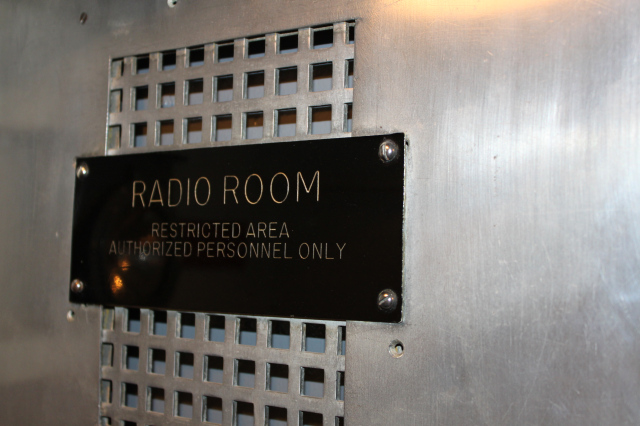 RADIO ROOM
RESTRICTED AREA
AUTHORIZED PERSONNEL ONLY